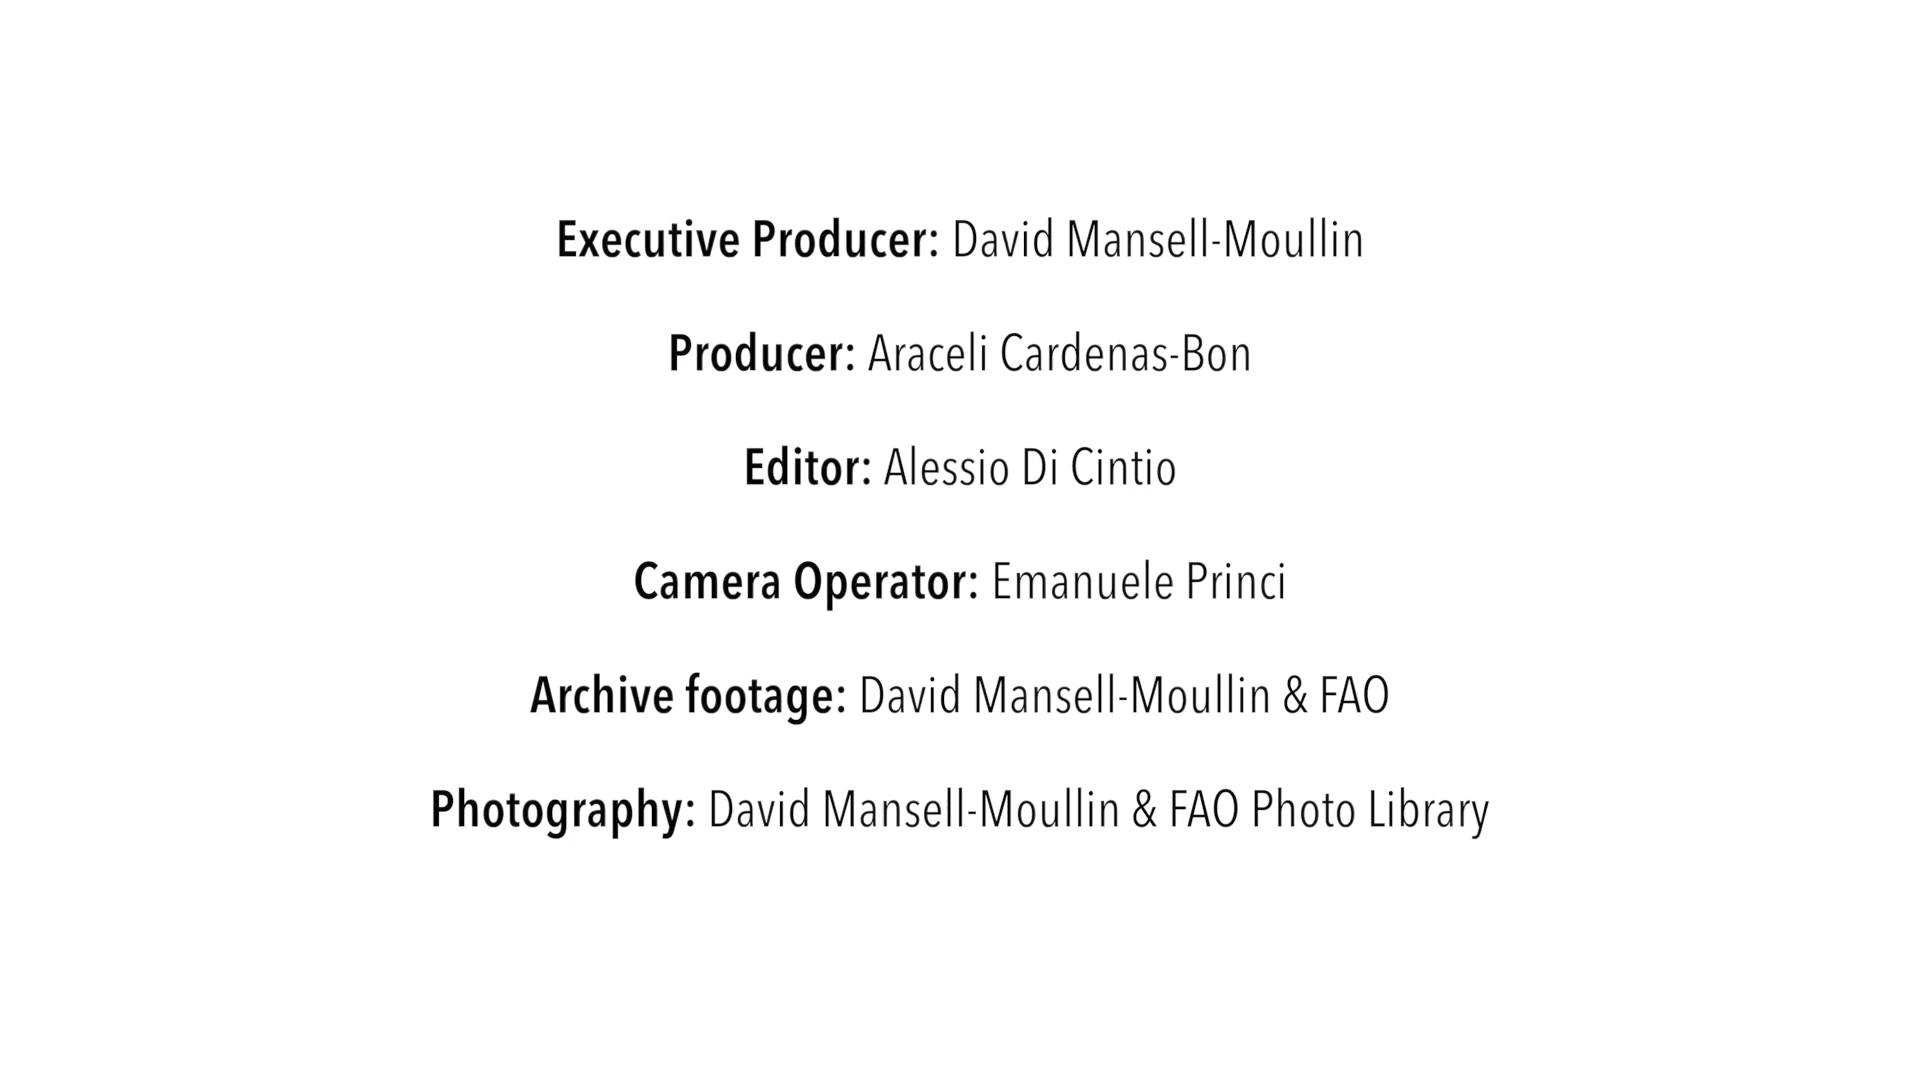 Executive Producer: David Mansell-Moullin
Producer: Araceli Cardenas-Bon
Editor: Alessio Di Cintio
Camera Operator: Emanuele Princi
Archive footage: David Mansell-Moullin & FAO
Photography: David Mansell-Moullin & FAO Photo Library